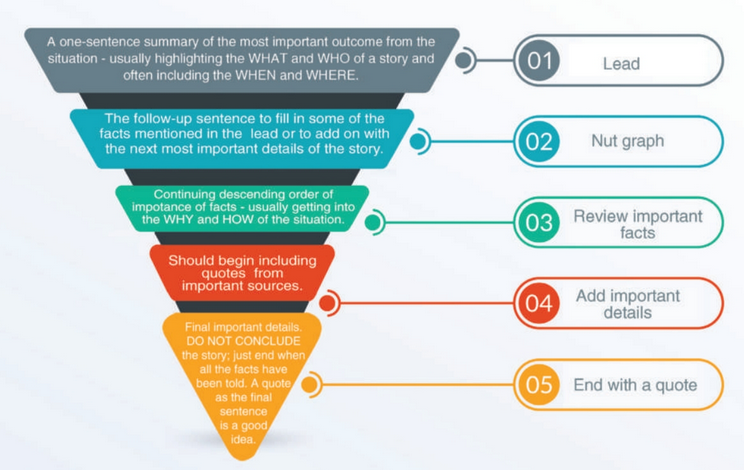 A one-sentence summary of the most important outcome from the
situation - usually highlighting the WHAT and WHO of a story and
often including the WHEN and WHERE.
01
Lead
The follow-up sentence to fill in some of the
facts mentioned in the lead or to add on with
the next most important details of the story.
02
Nut graph
Continuing descending order of
impotance of facts - usually getting into
the WHY and HOW of the situation.
03
Review important
facts
Should begin including
quotes from
important sources.
04
Add important
details
Final important details.
DO NOT CONCLUDE
the story; just end when
all the facts have
been told. A quote
as the final
sentence
is a good
idea.
05
End with a quote